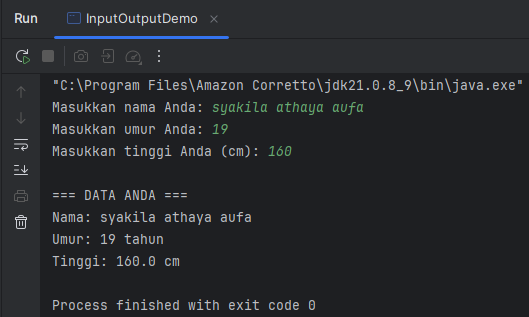 Run InputOutputDemo
"C:\Program Files\Amazon Corretto\jdk21.0.8_9\bin\java.exe"
Masukkan nama Anda: syakila athaya aufa
Masukkan umur Anda: 19
Masukkan tinggi Anda (cm): 160
=== DATA ANDA ===
Nama: syakila athaya aufa
Umur: 19 tahun
Tinggi: 160.0 cm
Process finished with exit code 0